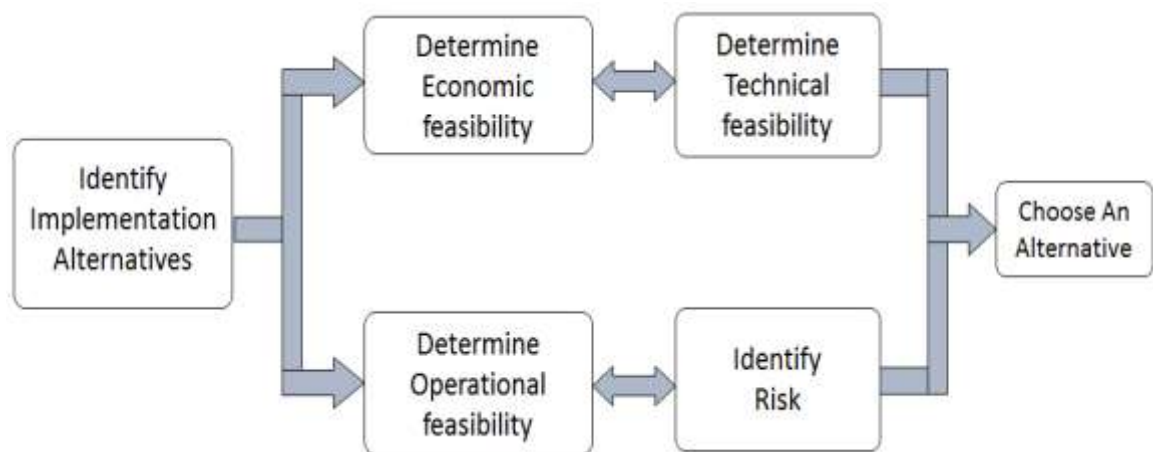 Identify
Implementation
Alternatives
Determine
Economic
feasibility
Determine
Technical
feasibility
Determine
Operational
feasibility
Identify
Risk
Choose An
Alternative